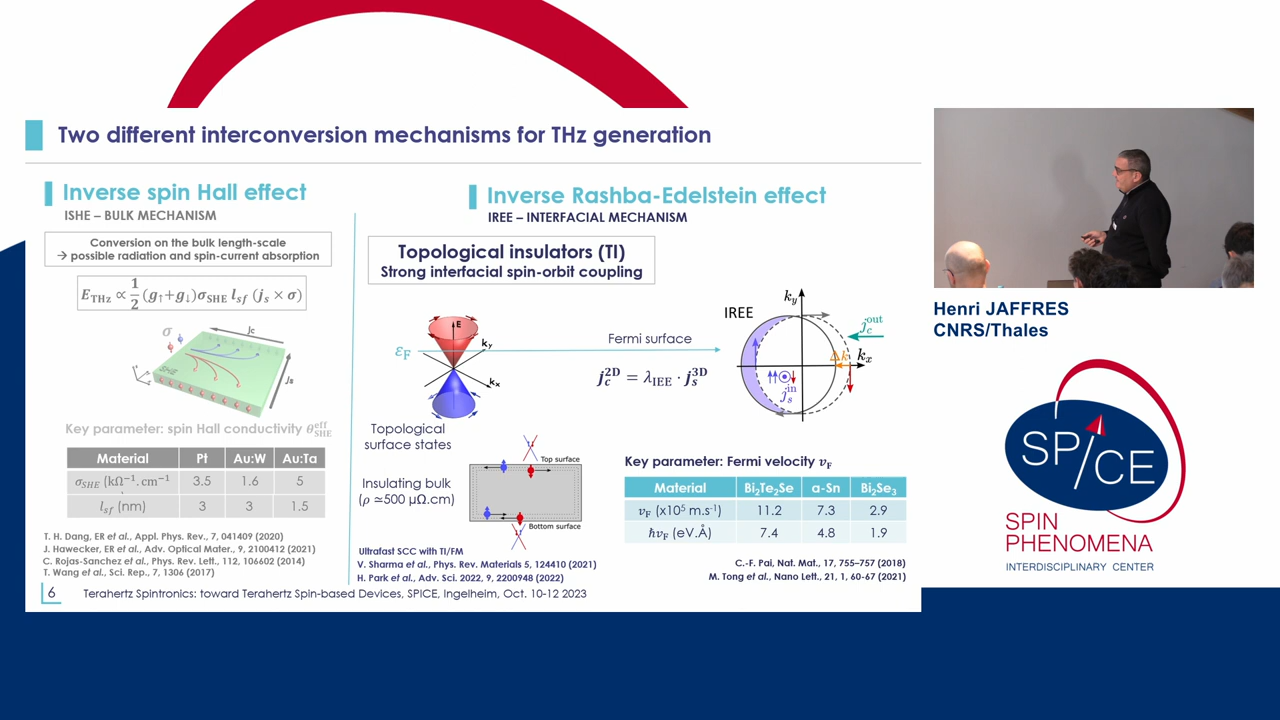 Two different interconversion mechanisms for THz generation
Inverse spin Hall effect
ISHE – BULK MECHANISM
Conversion on the bulk length-scale
→ possible radiation and spin-current absorption
E_THz ∝ 1/2 (g↑+g↓)σ_SHE l_sf (j_s × σ)
σ
jc
js
SHE
Key parameter: spin Hall conductivity θ_SHE^eff
Material Pt Au:W Au:Ta
σ_SHE (kΩ⁻¹.cm⁻¹ 3.5 1.6 5
l_sf (nm) 3 3 1.5
T. H. Dang, ER et al., Appl. Phys. Rev., 7, 041409 (2020)
J. Hawecker, ER et al., Adv. Optical Mater., 9, 2100412 (2021)
C. Rojas-Sanchez et al., Phys. Rev. Lett., 112, 106602 (2014)
T. Wang et al., Sci. Rep., 7, 1306 (2017)
Inverse Rashba-Edelstein effect
IREE – INTERFACIAL MECHANISM
Topological insulators (TI)
Strong interfacial spin-orbit coupling
E
k_y
ε_F
k_x
Topological
surface states
Fermi surface
j_c^2D = λ_IEE · j_s^3D
IREE
k_y
j_c^out
Δk
k_x
j_s^in
Insulating bulk
(ρ ≃500 µΩ.cm)
Top surface
Bottom surface
Key parameter: Fermi velocity v_F
Material Bi₂Te₂Se α-Sn Bi₂Se₃
v_F (x10⁵ m.s⁻¹) 11.2 7.3 2.9
ħv_F (eV.Å) 7.4 4.8 1.9
Ultrafast SCC with TI/FM
V. Sharma et al., Phys. Rev. Materials 5, 124410 (2021)
H. Park et al., Adv. Sci. 2022, 9, 2200948 (2022)
C.-F. Pai, Nat. Mat., 17, 755–757 (2018)
M. Tong et al., Nano Lett., 21, 1, 60-67 (2021)
6
Terahertz Spintronics: toward Terahertz Spin-based Devices, SPICE, Ingelheim, Oct. 10-12 2023
Henri JAFFRES
CNRS/Thales
SP/CE
SPIN
PHENOMENA
INTERDISCIPLINARY CENTER